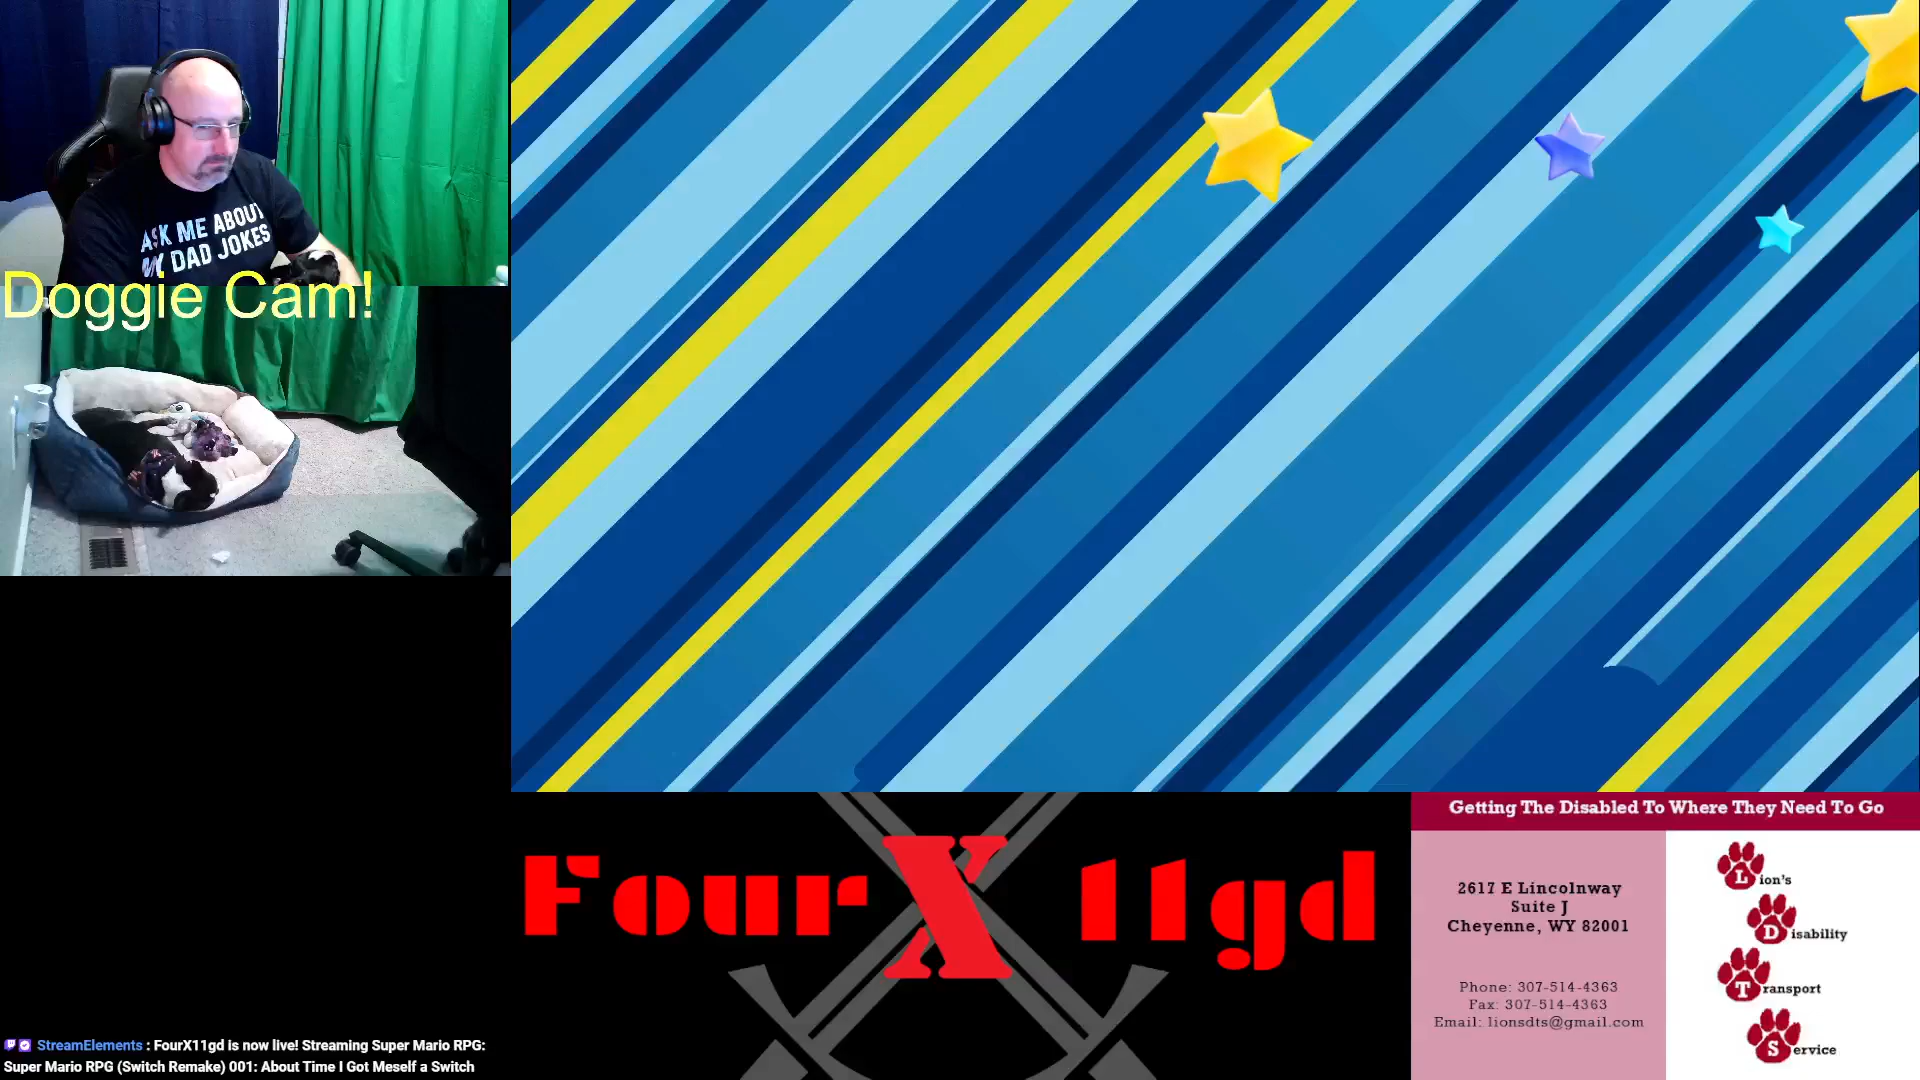 ASK ME ABOUT
MY DAD JOKES
Doggie Cam!
FourX11gd
Getting The Disabled To Where They Need To Go
2617 E Lincolnway
Suite J
Cheyenne, WY 82001
Phone: 307-514-4363
Fax: 307-514-4363
Email: lionsdts@gmail.com
Lion's
Disability
Transport
Service
StreamElements : FourX11gd is now live! Streaming Super Mario RPG:
Super Mario RPG (Switch Remake) 001: About Time I Got Meself a Switch